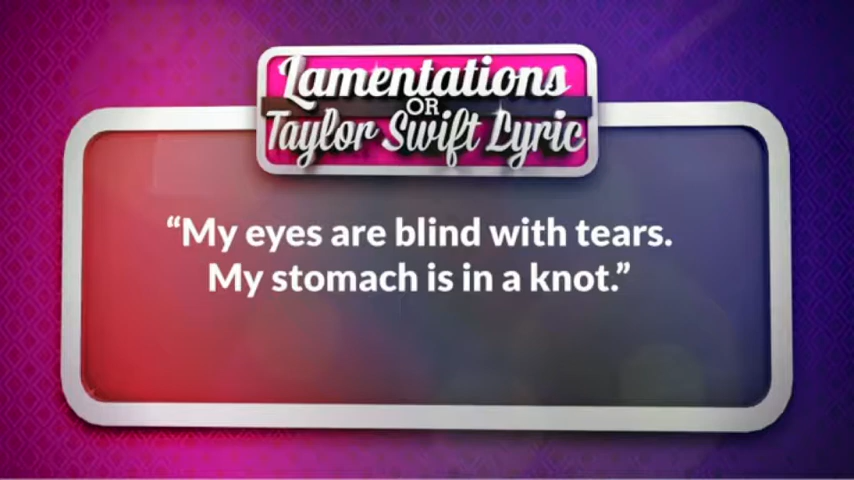 Lamentations
OR
Taylor Swift Lyric
“My eyes are blind with tears.
My stomach is in a knot.”